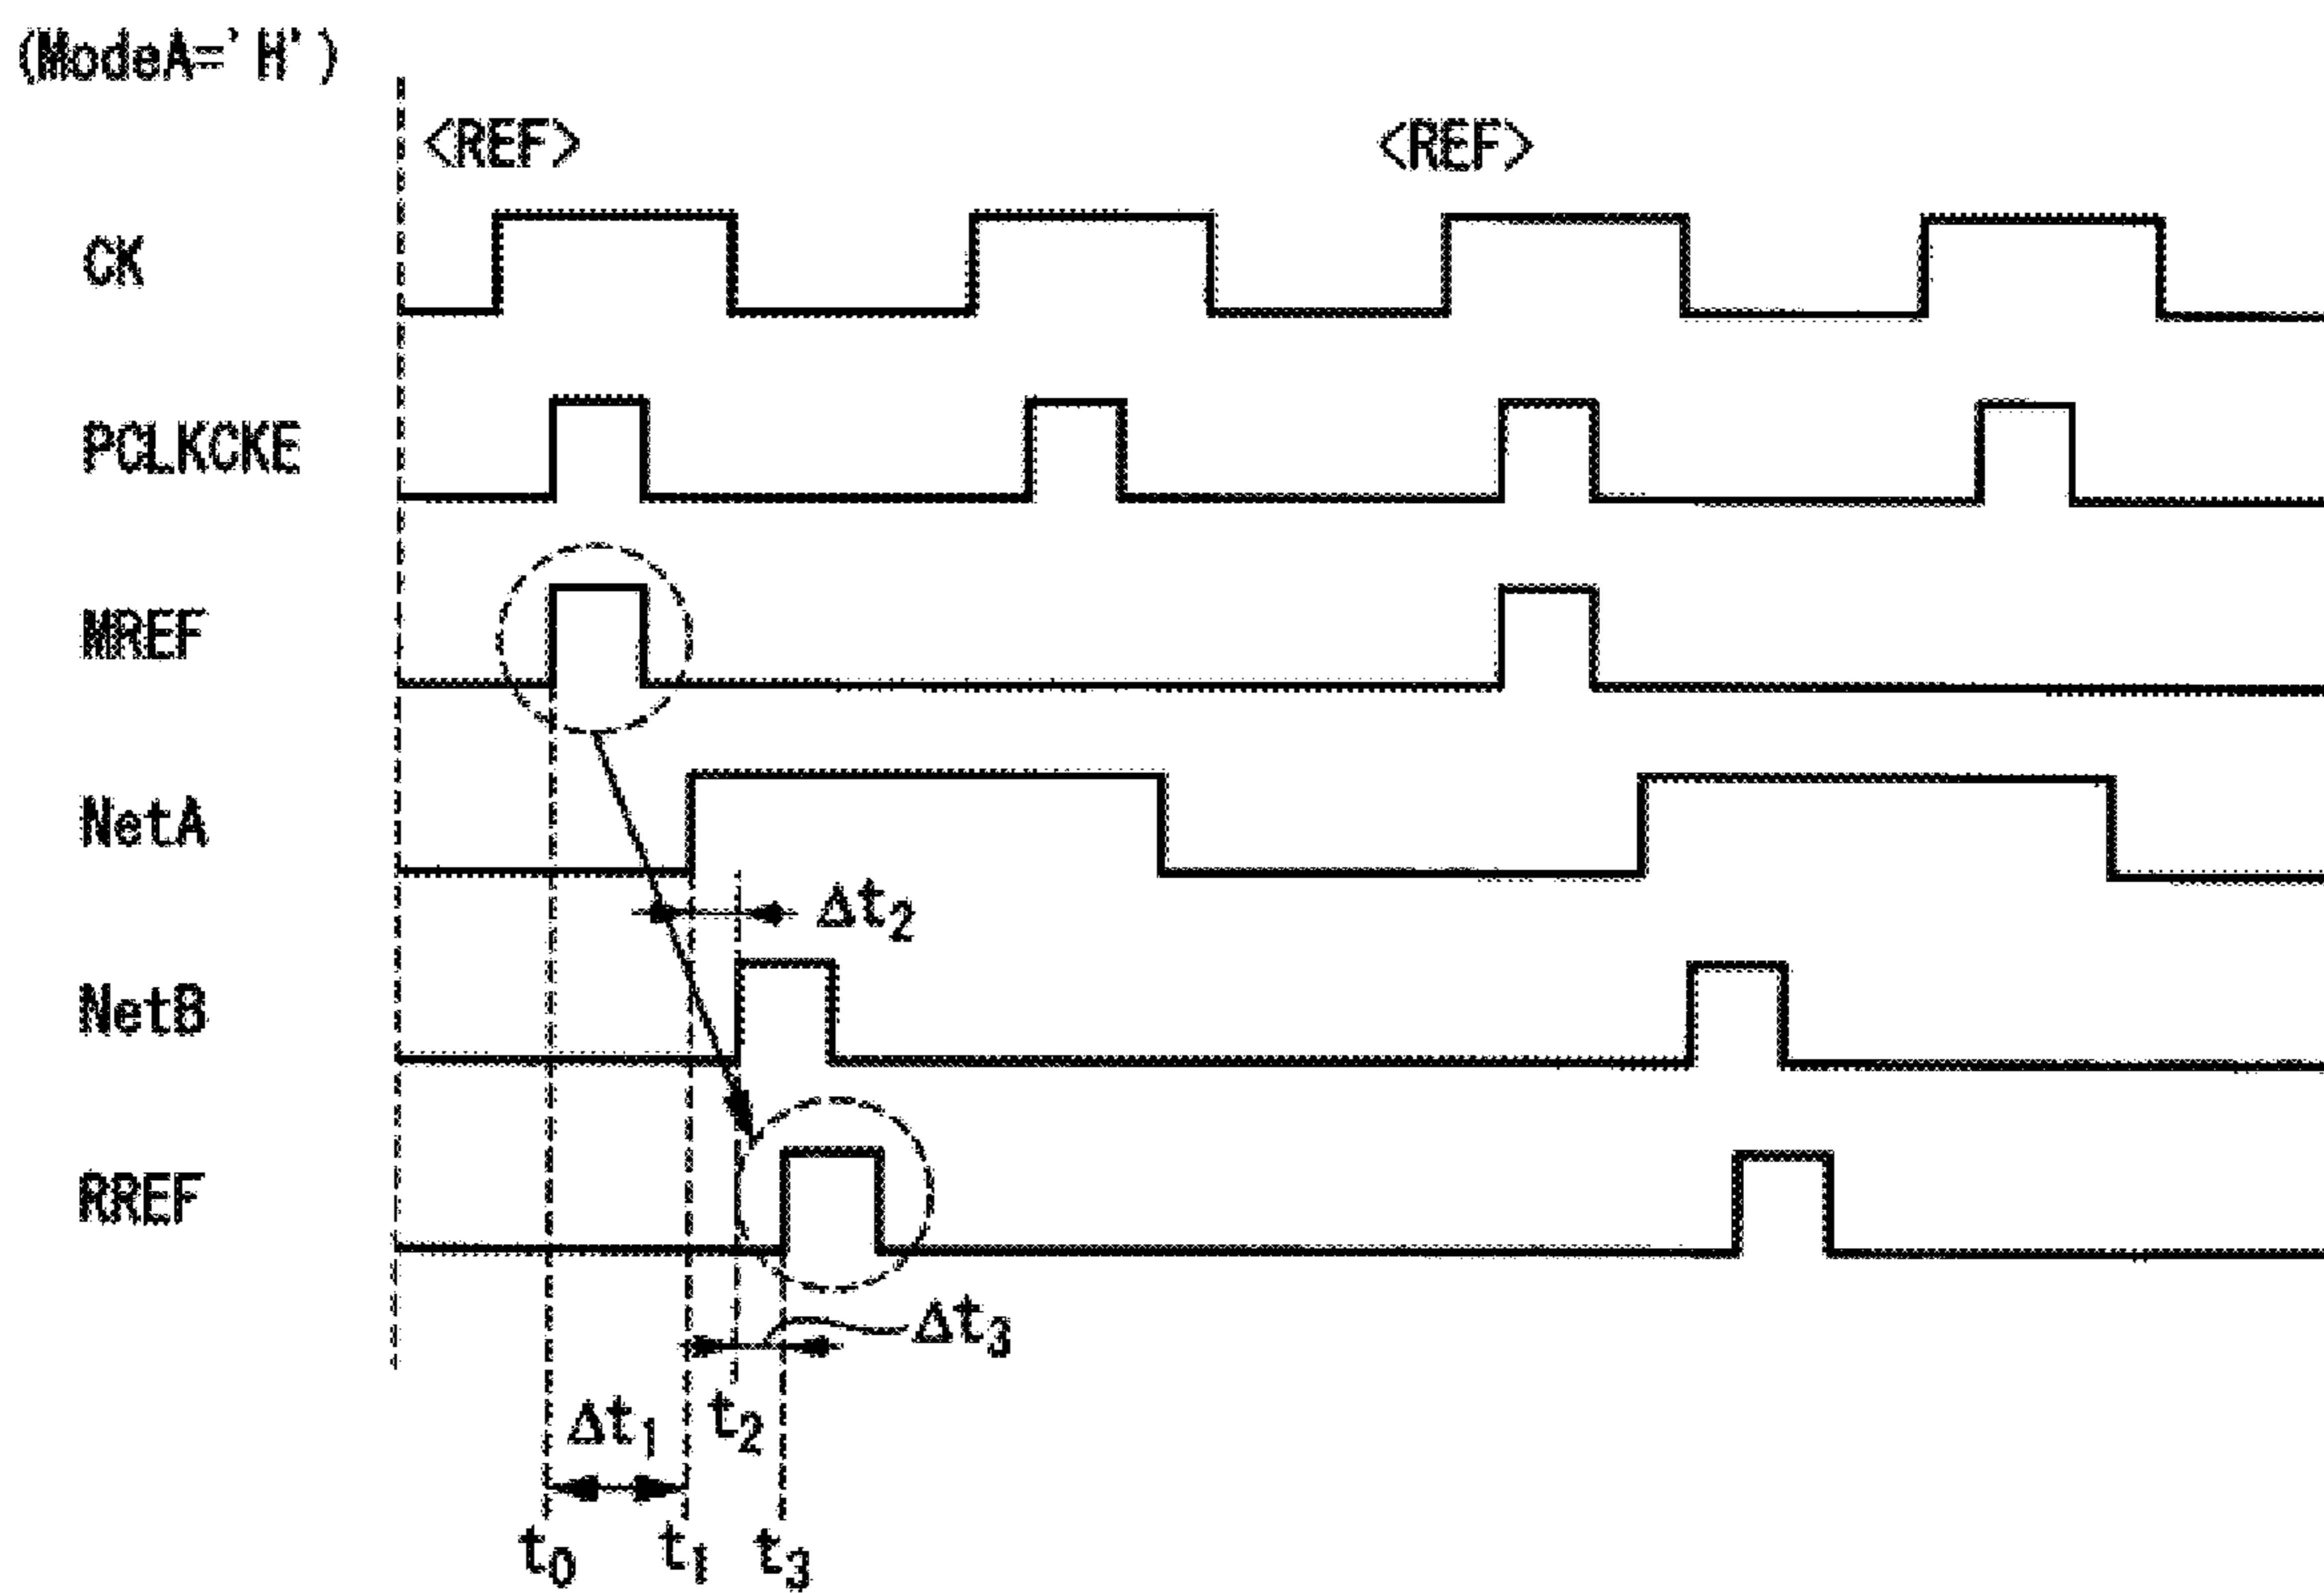 (ModeA='H')
<REF> <REF>
CK
PCLKCKE
MREF
NetA
Δt2
NetB
RREF
Δt3
Δt1 t2
t0 t1 t3